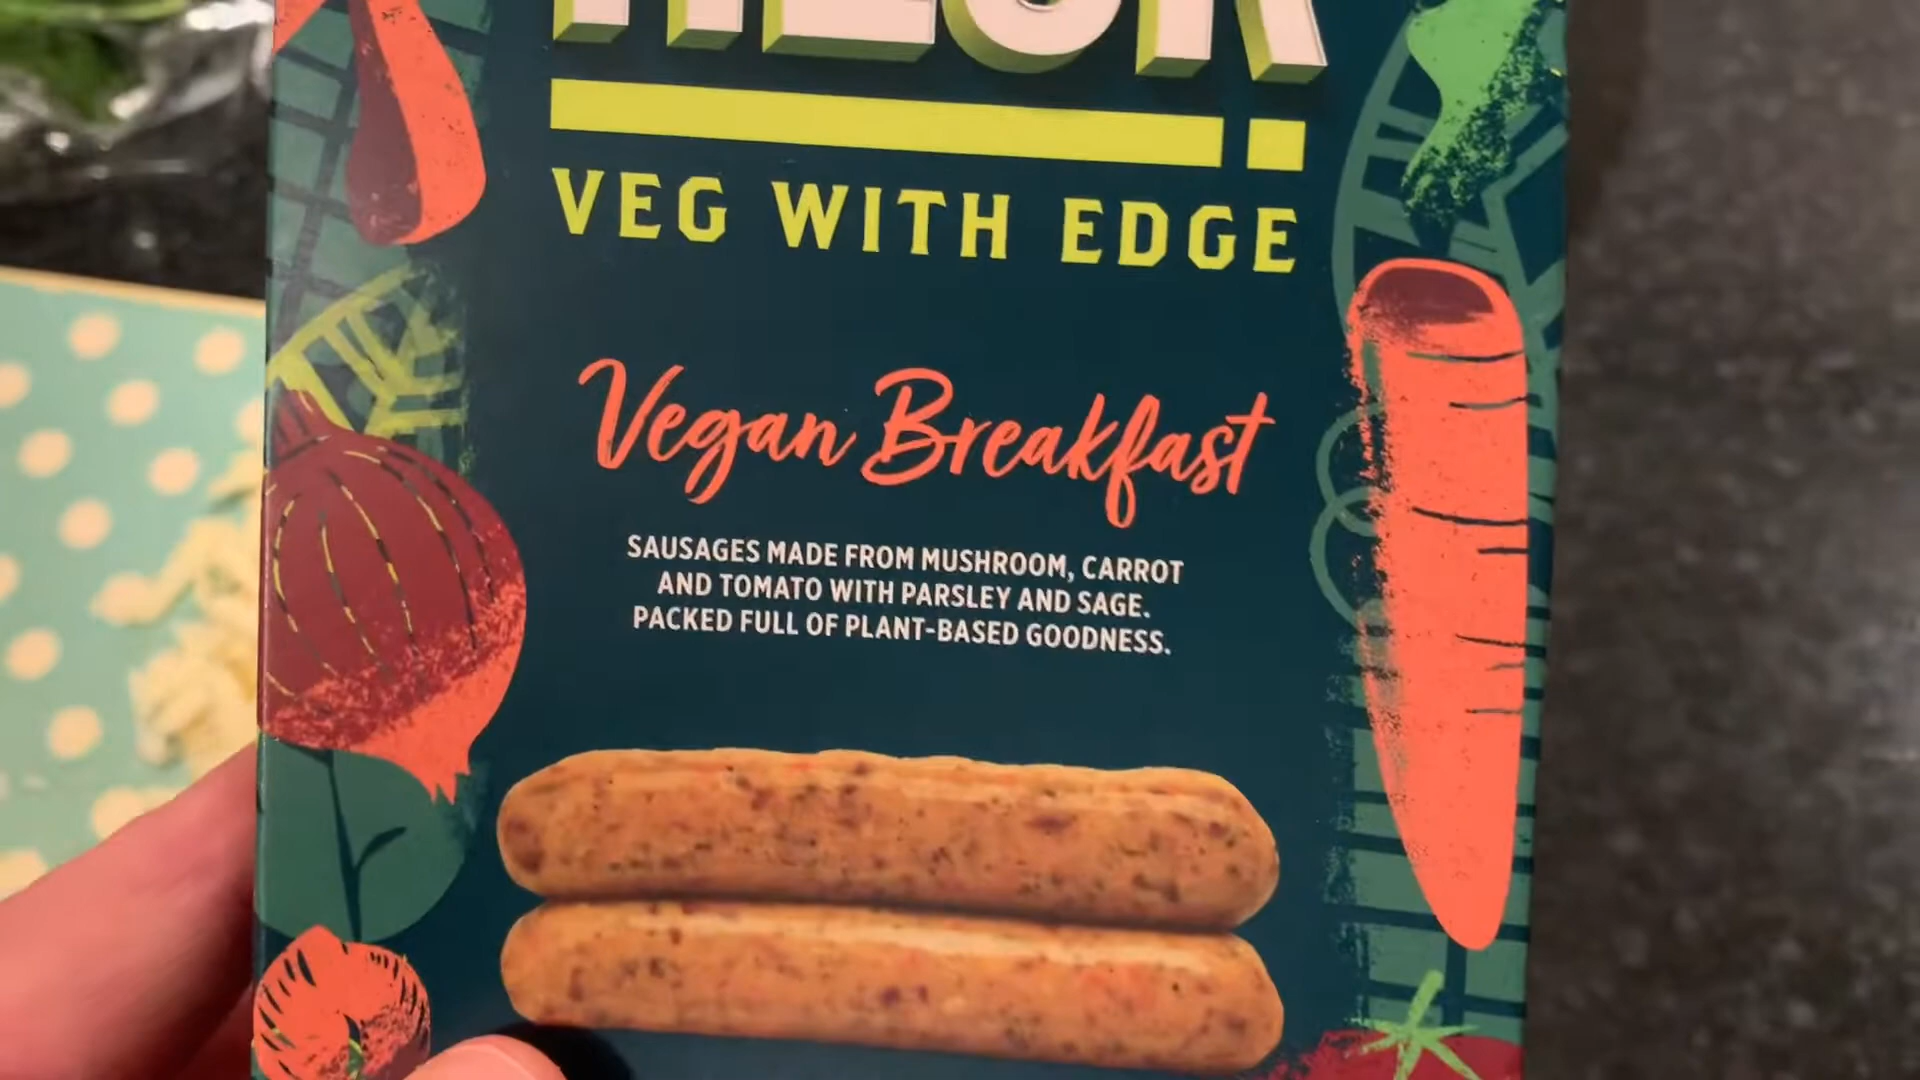 VEG WITH EDGE
Vegan Breakfast
SAUSAGES MADE FROM MUSHROOM, CARROT
AND TOMATO WITH PARSLEY AND SAGE.
PACKED FULL OF PLANT-BASED GOODNESS.